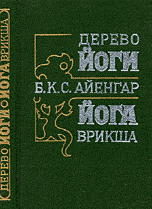 ДЕРЕВО ЙОГИ • ЙОГА ВРИКША
ДЕРЕВО
ЙОГИ
Б.К.С. АЙЕНГАР
ЙОГА
ВРИКША